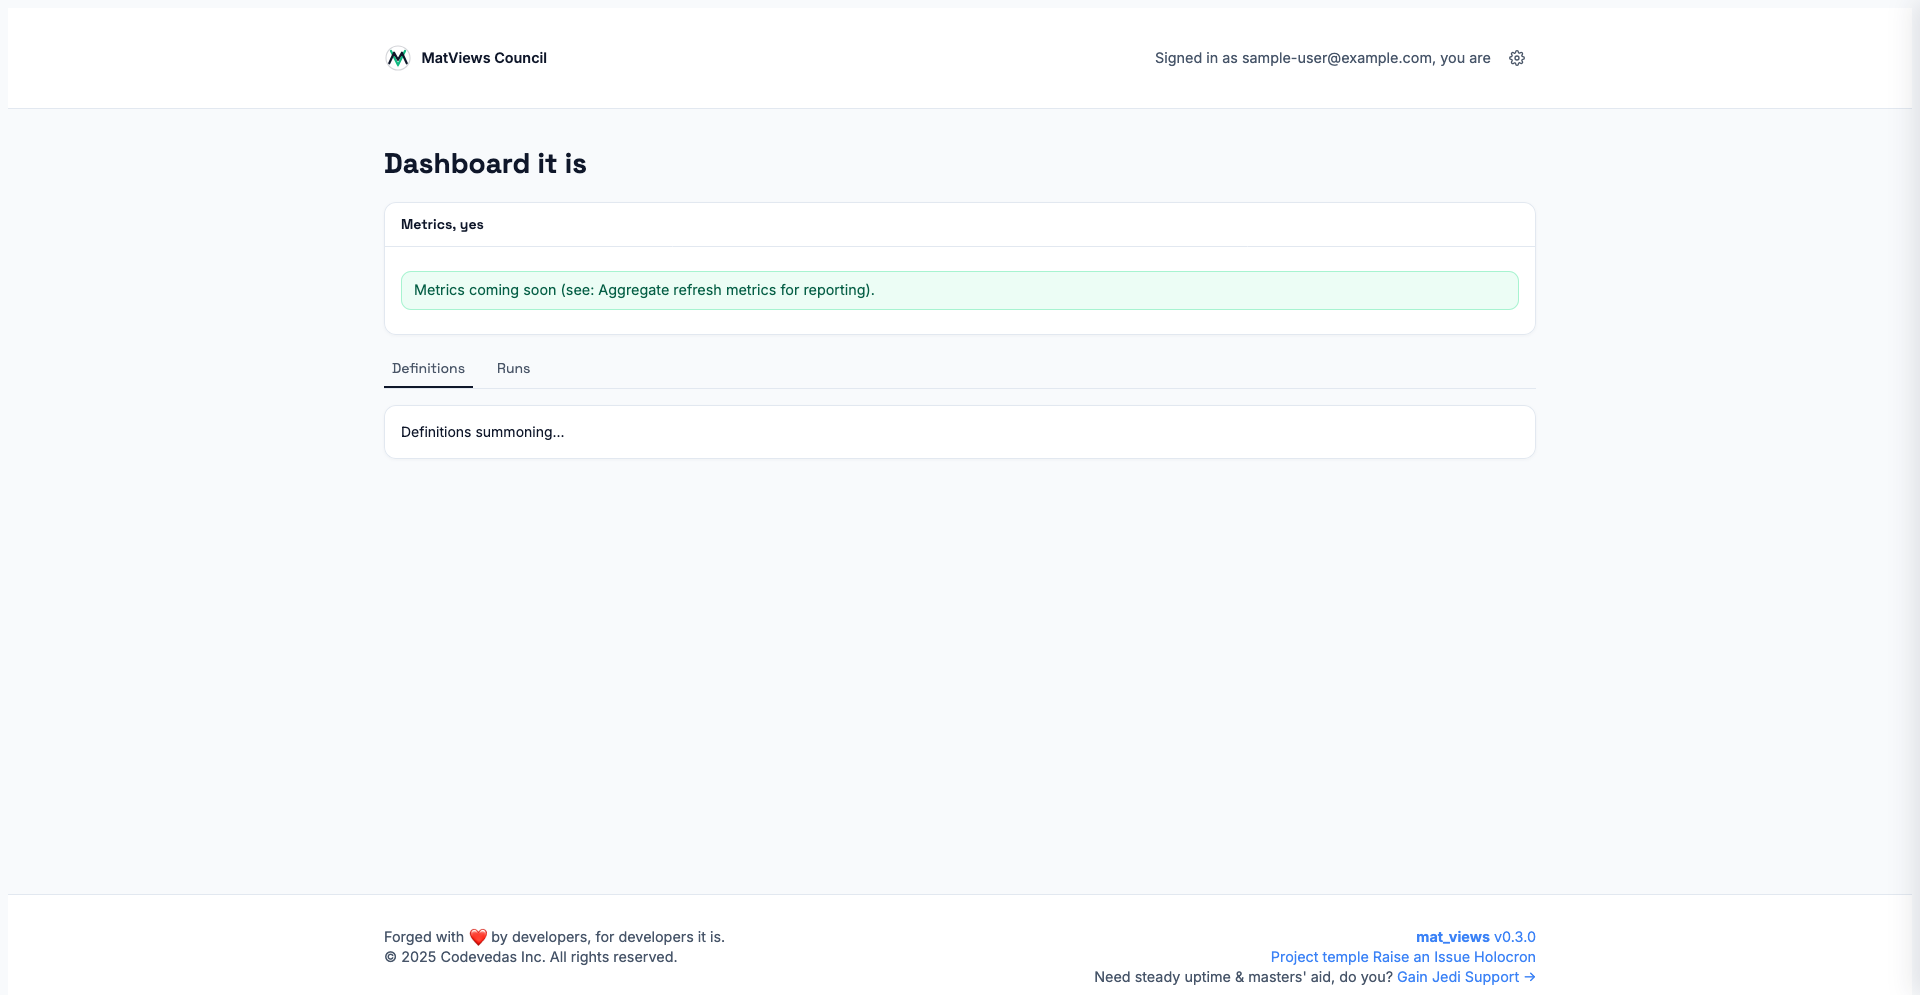 MatViews Council
Signed in as sample-user@example.com, you are
Dashboard it is
Metrics, yes
Metrics coming soon (see: Aggregate refresh metrics for reporting).
Definitions
Runs
Definitions summoning...
Forged with ❤️ by developers, for developers it is.
© 2025 Codevedas Inc. All rights reserved.
mat_views v0.3.0
Project temple Raise an Issue Holocron
Need steady uptime & masters' aid, do you? Gain Jedi Support →